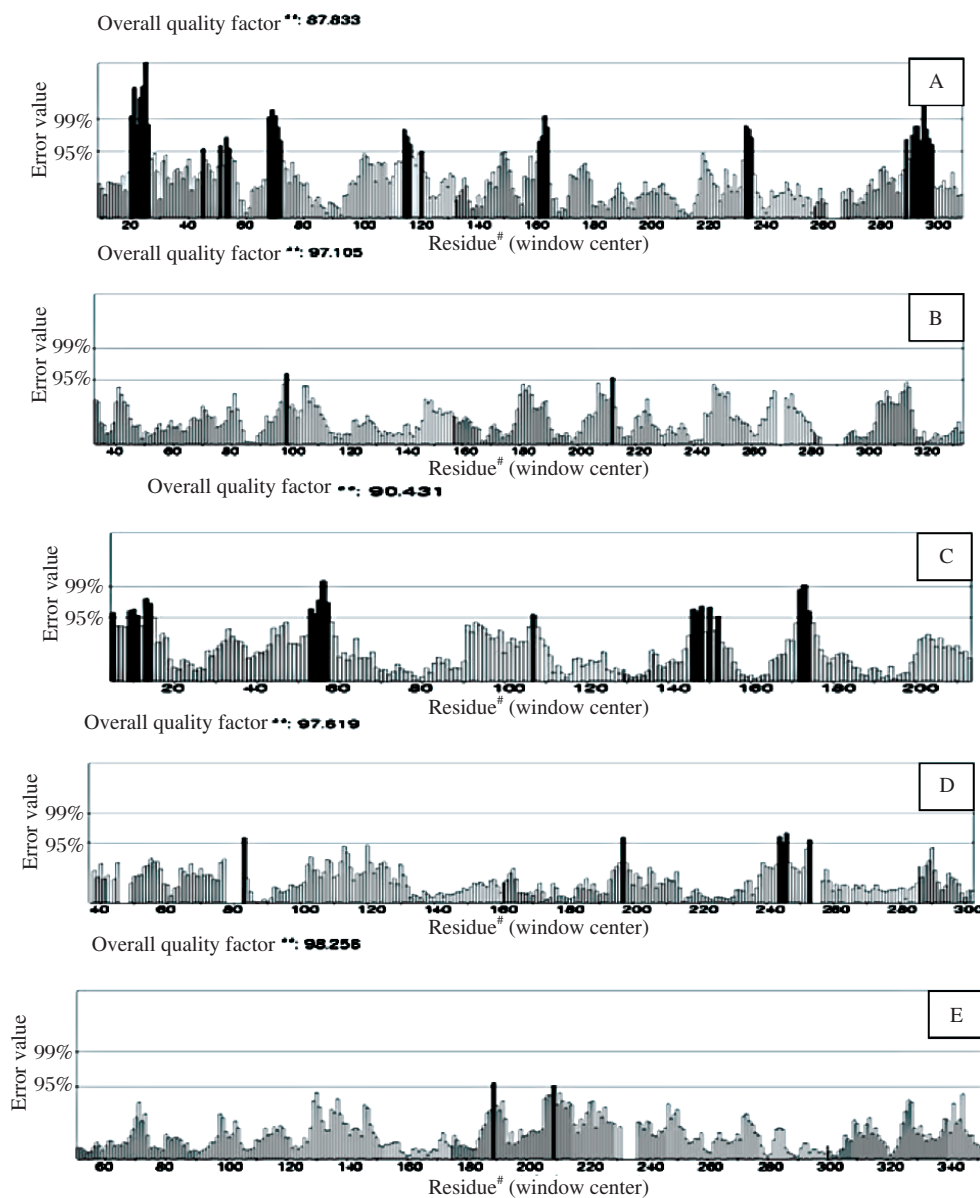 Overall quality factor **: 87.833
A
99%
95%
Error value
20 40 60 80 100 120 140 160 180 200 220 240 260 280 300
Residue# (window center)
Overall quality factor **: 97.105
B
99%
95%
Error value
40 60 80 100 120 140 160 180 200 220 240 260 280 300 320
Residue# (window center)
Overall quality factor **: 90.431
C
99%
95%
Error value
20 40 60 80 100 120 140 160 180 200
Residue# (window center)
Overall quality factor **: 97.619
D
99%
95%
Error value
40 60 80 100 120 140 160 180 200 220 240 260 280 300
Residue# (window center)
Overall quality factor **: 98.256
E
99%
95%
Error value
60 80 100 120 140 160 180 200 220 240 260 280 300 320 340
Residue# (window center)